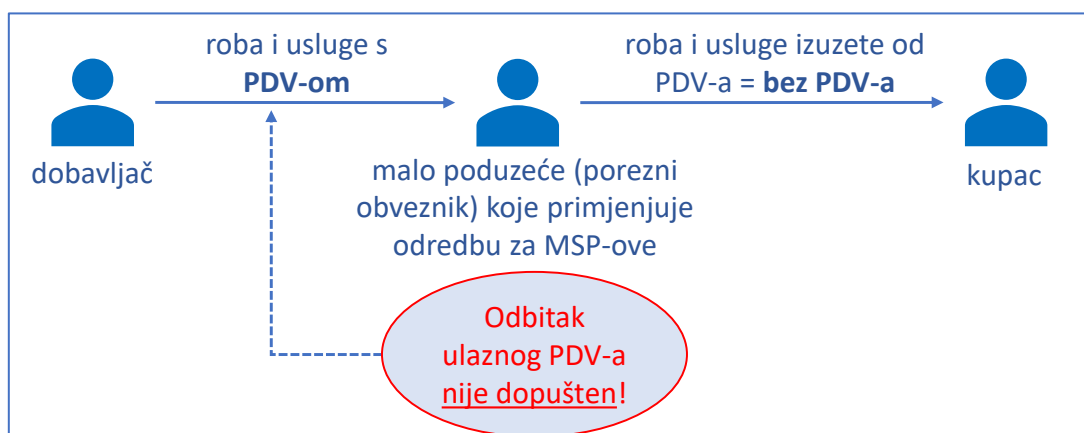 roba i usluge s
PDV-om
roba i usluge izuzete od
PDV-a = bez PDV-a
dobavljač
malo poduzeće (porezni
obveznik) koje primjenjuje
odredbu za MSP-ove
kupac
Odbitak
ulaznog PDV-a
nije dopušten!